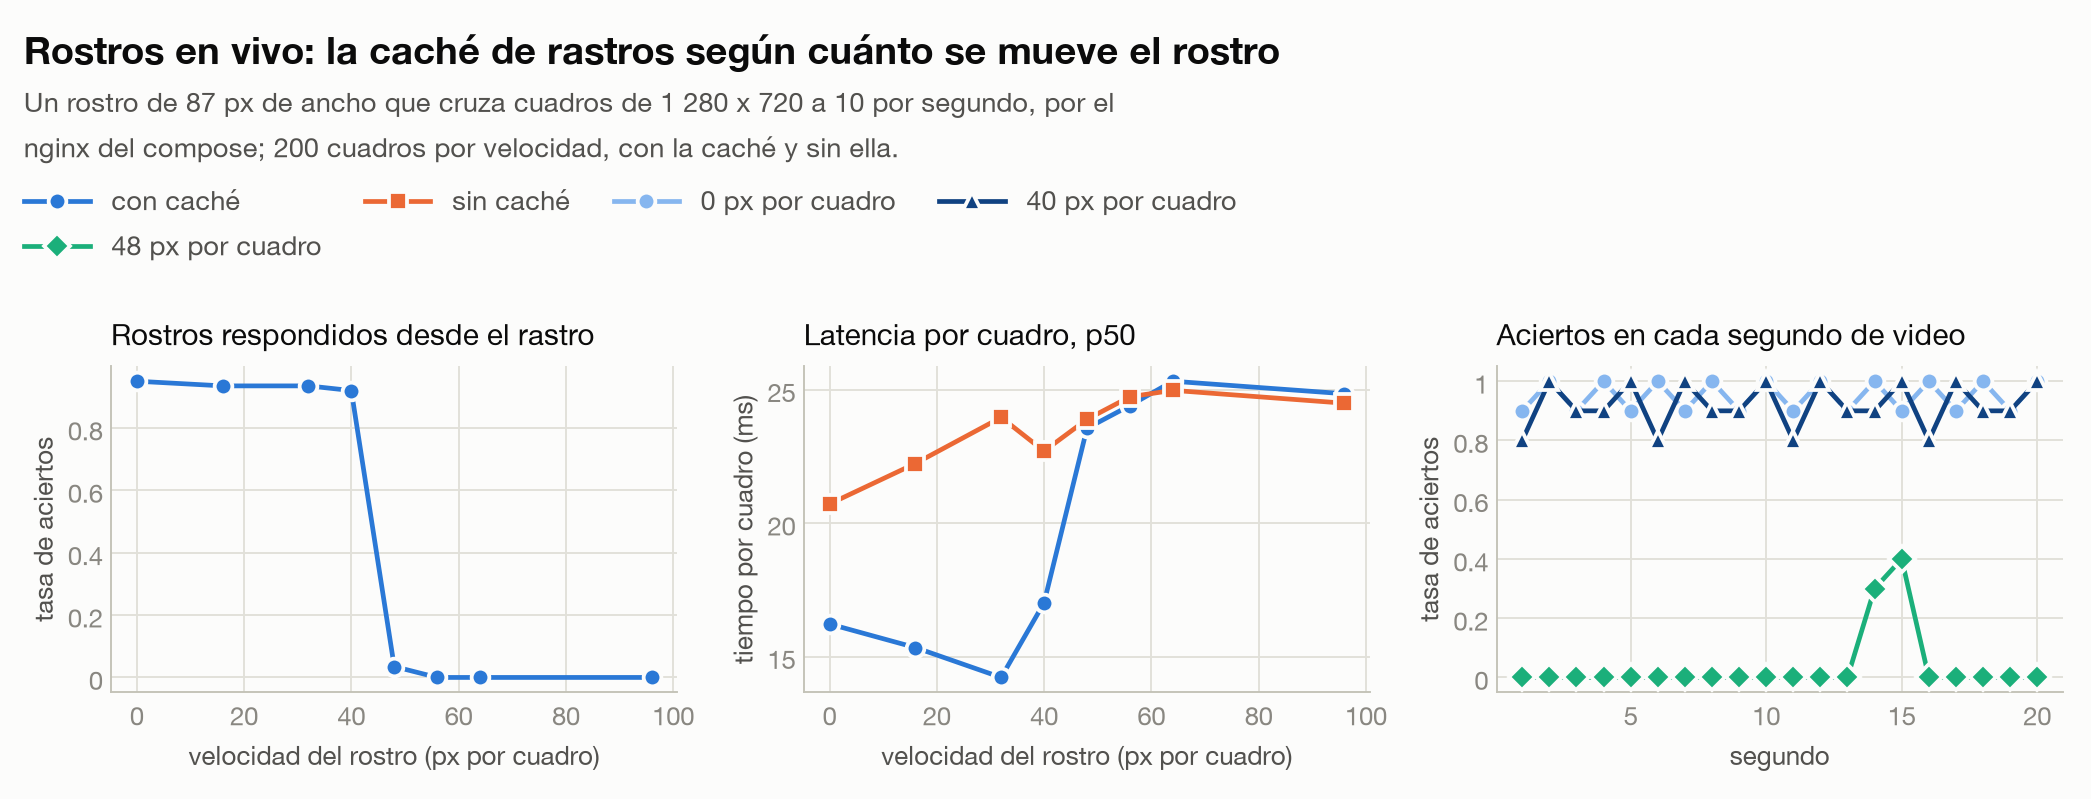 Rostros en vivo: la caché de rastros según cuánto se mueve el rostro
Un rostro de 87 px de ancho que cruza cuadros de 1 280 x 720 a 10 por segundo, por el
nginx del compose; 200 cuadros por velocidad, con la caché y sin ella.
con caché
sin caché
0 px por cuadro
40 px por cuadro
48 px por cuadro
Rostros respondidos desde el rastro
tasa de aciertos
0.8
0.6
0.4
0.2
0
0 20 40 60 80 100
velocidad del rostro (px por cuadro)
Latencia por cuadro, p50
tiempo por cuadro (ms)
25
20
15
0 20 40 60 80 100
velocidad del rostro (px por cuadro)
Aciertos en cada segundo de video
tasa de aciertos
1
0.8
0.6
0.4
0.2
0
5 10 15 20
segundo